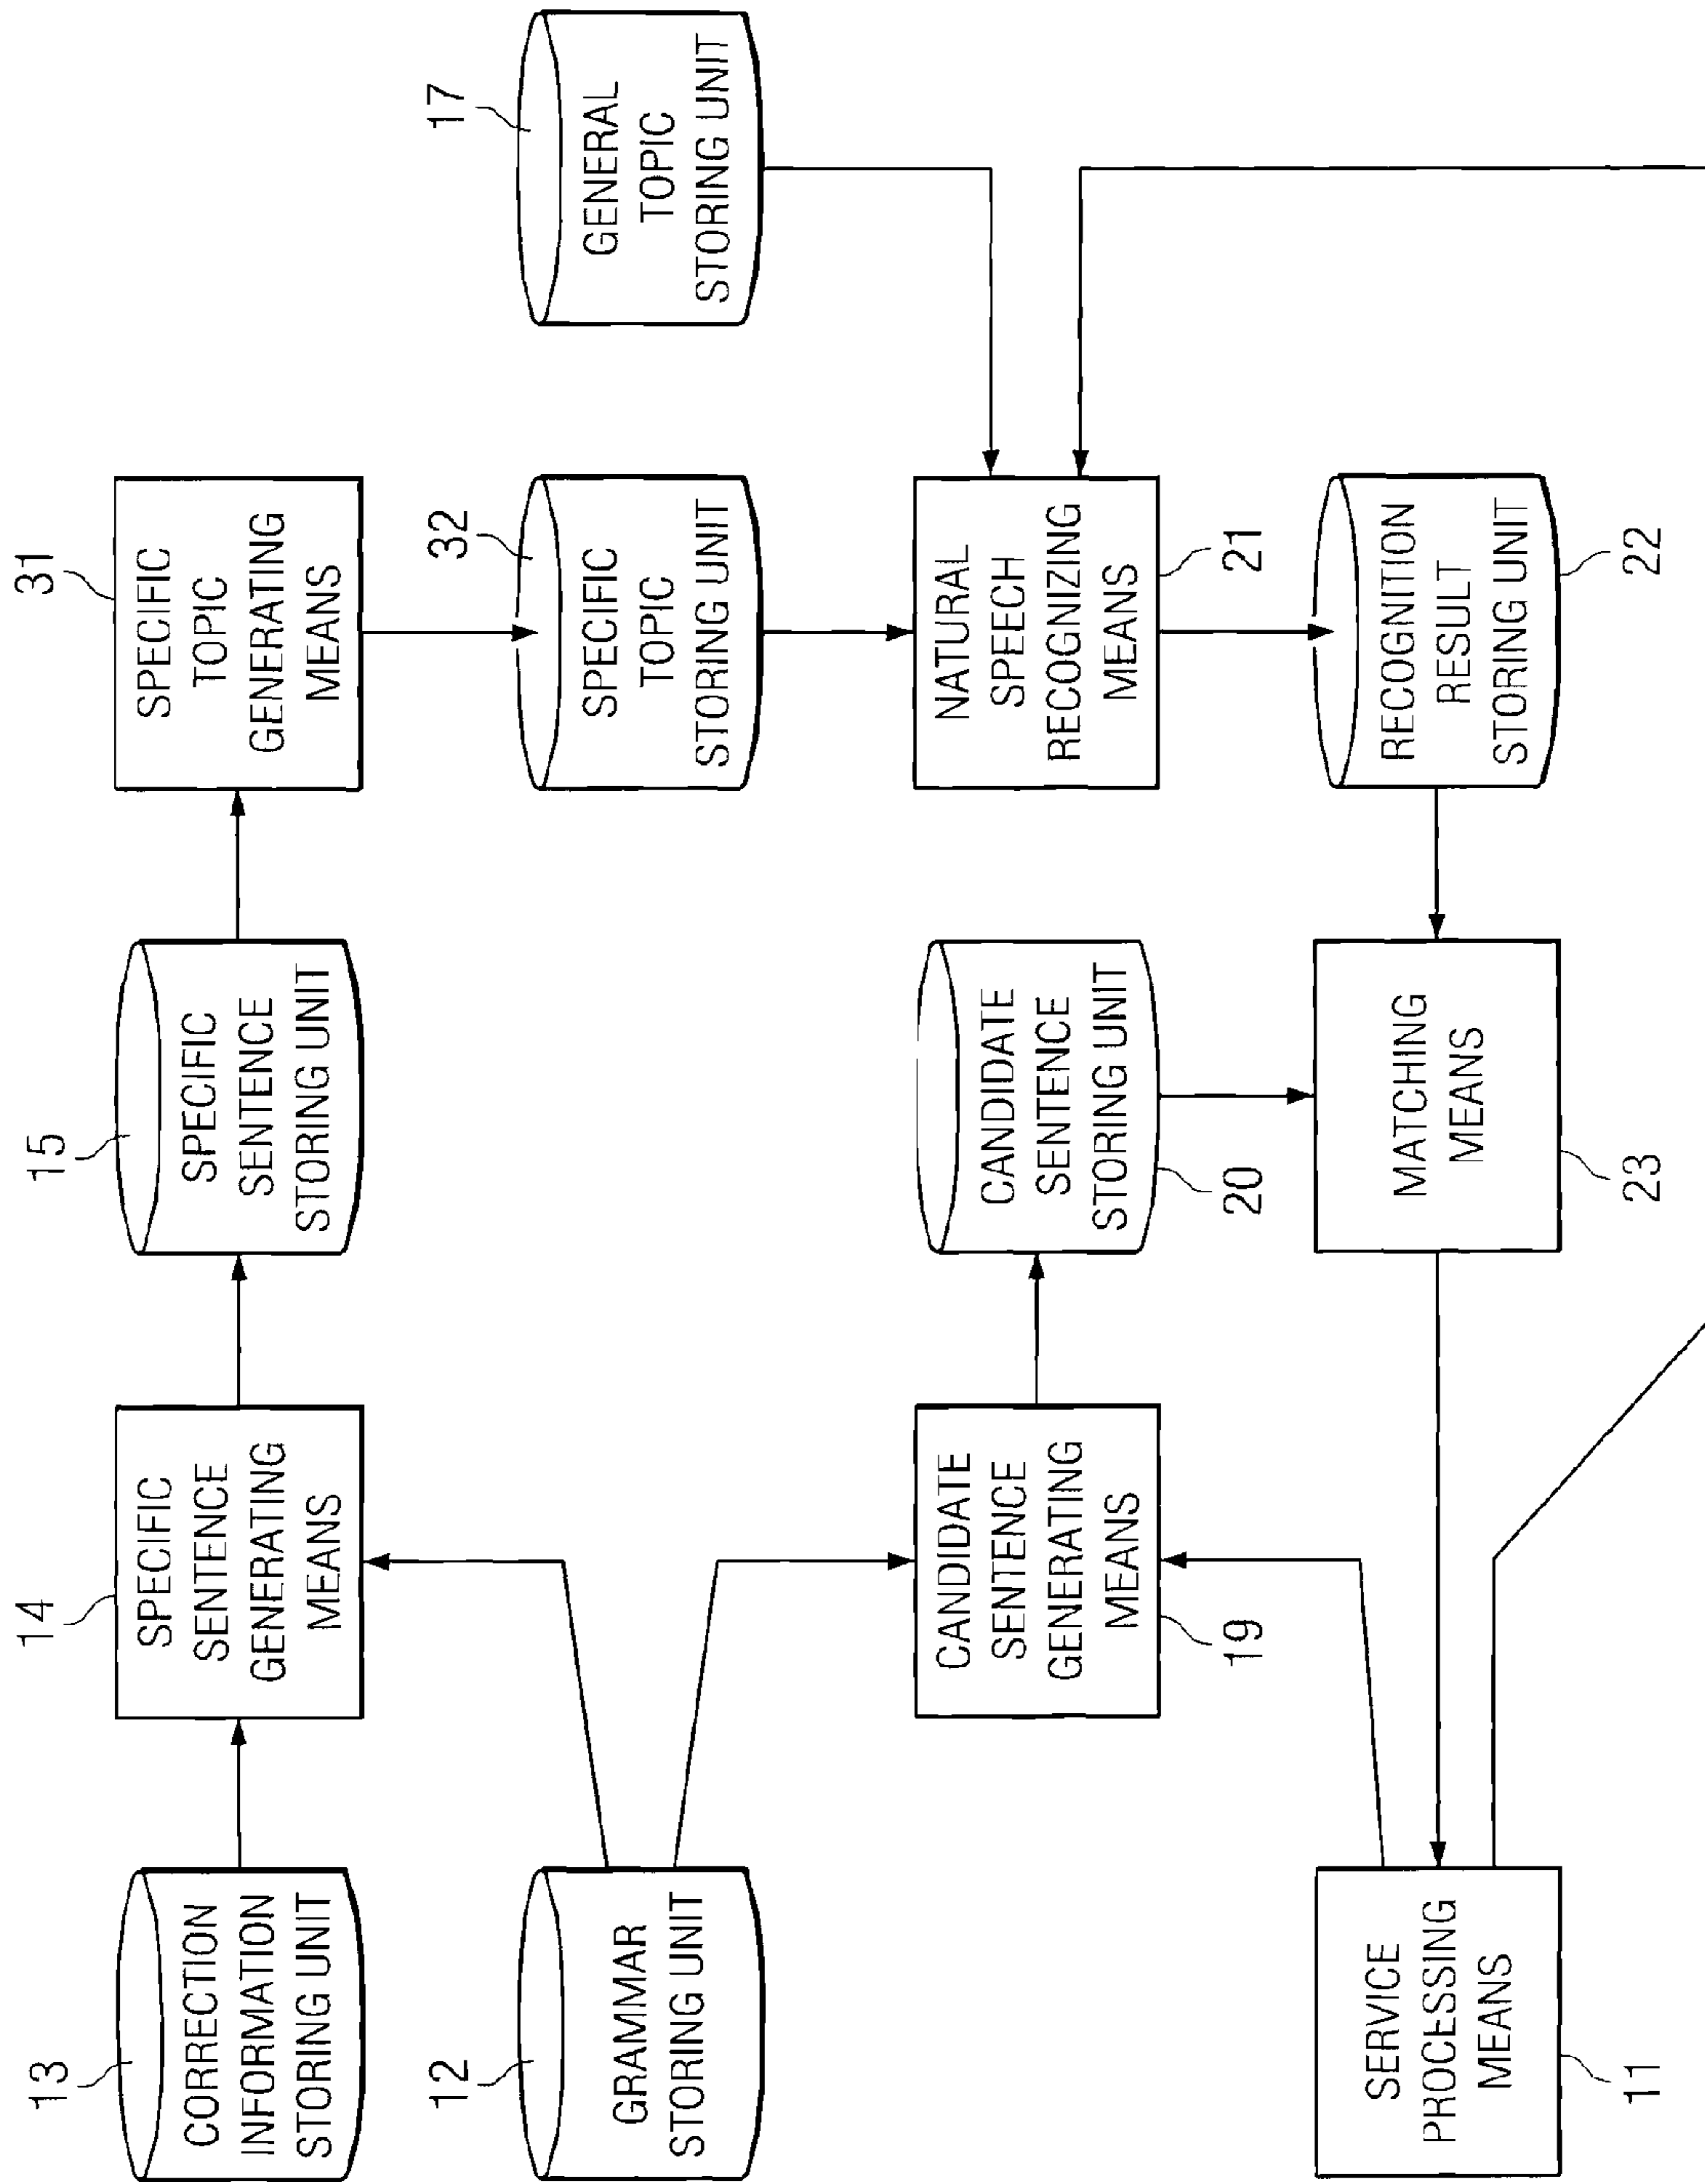 13
CORRECTION
INFORMATION
STORING UNIT
14
SPECIFIC
SENTENCE
GENERATING
MEANS
15
SPECIFIC
SENTENCE
STORING UNIT
31
SPECIFIC
TOPIC
GENERATING
MEANS
12
GRAMMAR
STORING UNIT
32
SPECIFIC
TOPIC
STORING UNIT
17
GENERAL
TOPIC
STORING UNIT
CANDIDATE
SENTENCE
GENERATING
MEANS
19
CANDIDATE
SENTENCE
STORING UNIT
20
NATURAL
SPEECH
RECOGNIZING
MEANS
21
SERVICE
PROCESSING
MEANS
11
MATCHING
MEANS
23
RECOGNITION
RESULT
STORING UNIT
22